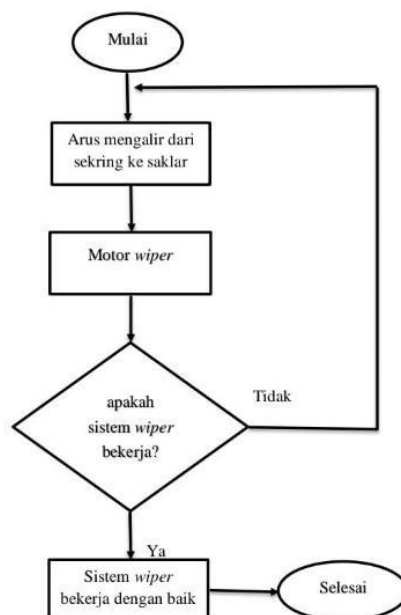 Mulai
Arus mengalir dari
sekring ke saklar
Motor wiper
apakah
sistem wiper
bekerja?
Tidak
Ya
Sistem wiper
bekerja dengan baik
Selesai